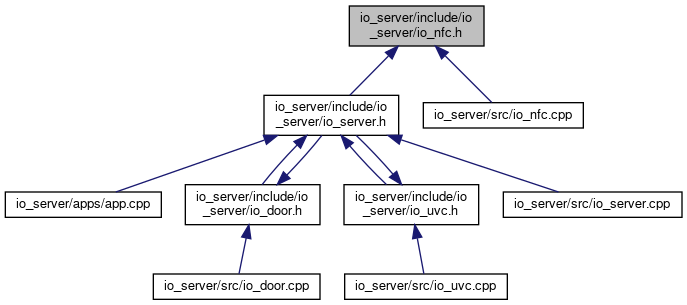 io_server/include/io
_server/io_nfc.h
io_server/include/io
_server/io_server.h
io_server/src/io_nfc.cpp
io_server/apps/app.cpp
io_server/include/io
_server/io_door.h
io_server/include/io
_server/io_uvc.h
io_server/src/io_server.cpp
io_server/src/io_door.cpp
io_server/src/io_uvc.cpp